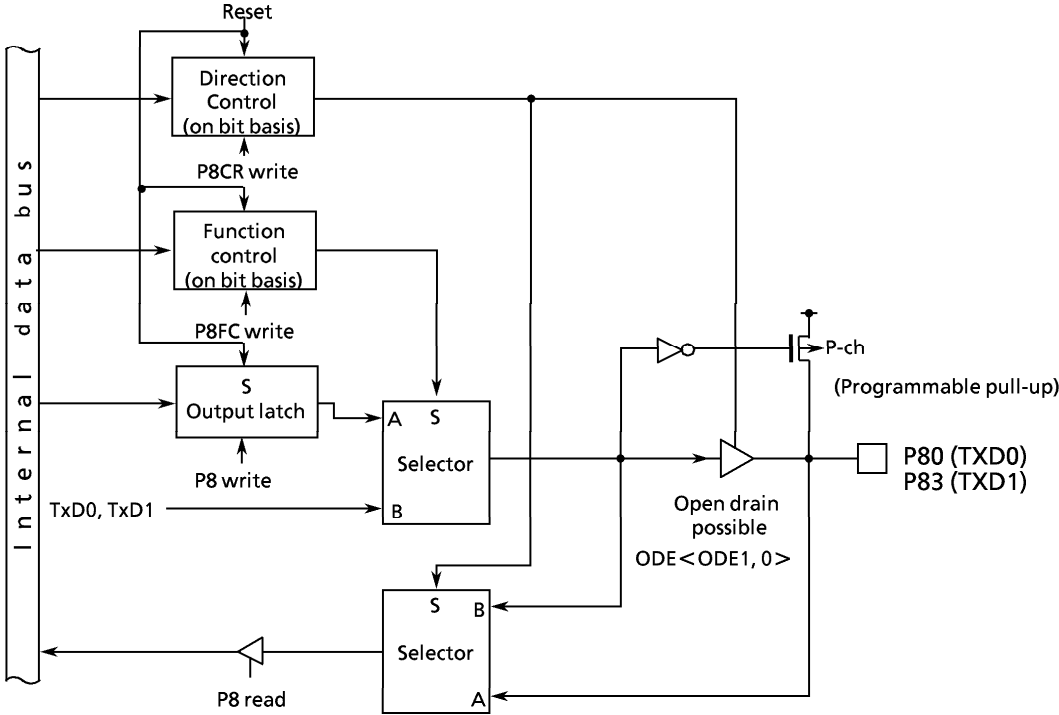 Reset
Direction
Control
(on bit basis)
P8CR write
Function
control
(on bit basis)
P8FC write
S
Output latch
P8 write
TxD0, TxD1
Internal data bus
A
S
Selector
B
P-ch
(Programmable pull-up)
P80 (TXD0)
P83 (TXD1)
Open drain
possible
ODE<ODE1, 0>
S
B
Selector
A
P8 read